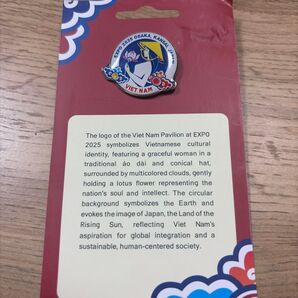 EXPO 2025 OSAKA, KANSAI, JAPAN
VIET NAM
The logo of the Viet Nam Pavilion at EXPO
2025 symbolizes Vietnamese cultural
identity, featuring a graceful woman in a
traditional áo dài and conical hat,
surrounded by multicolored clouds, gently
holding a lotus flower representing the
nation's soul and intellect. The circular
background symbolizes the Earth and
evokes the image of Japan, the Land of the
Rising Sun, reflecting Viet Nam's
aspiration for global integration and a
sustainable, human-centered society.